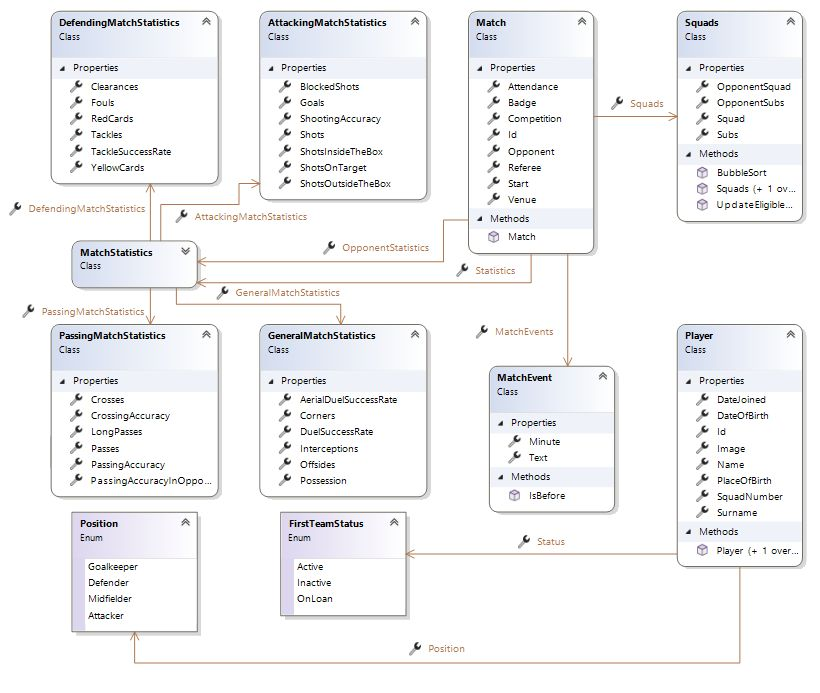 DefendingMatchStatistics
Class
Properties
Clearances
Fouls
RedCards
Tackles
TackleSuccessRate
YellowCards
AttackingMatchStatistics
Class
Properties
BlockedShots
Goals
ShootingAccuracy
Shots
ShotsInsideTheBox
ShotsOnTarget
ShotsOutsideTheBox
Match
Class
Properties
Attendance
Badge
Competition
Id
Opponent
Referee
Start
Venue
Methods
Match
Squads
Squads
Class
Properties
OpponentSquad
OpponentSubs
Squad
Subs
Methods
BubbleSort
Squads (+ 1 ov...
UpdateEligible...
DefendingMatchStatistics
AttackingMatchStatistics
OpponentStatistics
Statistics
MatchStatistics
Class
PassingMatchStatistics
GeneralMatchStatistics
MatchEvents
PassingMatchStatistics
Class
Properties
Crosses
CrossingAccuracy
LongPasses
Passes
PassingAccuracy
PassingAccuracyInOppo...
GeneralMatchStatistics
Class
Properties
AerialDuelSuccessRate
Corners
DuelSuccessRate
Interceptions
Offsides
Possession
MatchEvent
Class
Properties
Minute
Text
Methods
IsBefore
Player
Class
Properties
DateJoined
DateOfBirth
Id
Image
Name
PlaceOfBirth
SquadNumber
Surname
Methods
Player (+ 1 over...
Position
Enum
Goalkeeper
Defender
Midfielder
Attacker
FirstTeamStatus
Enum
Active
Inactive
OnLoan
Status
Position